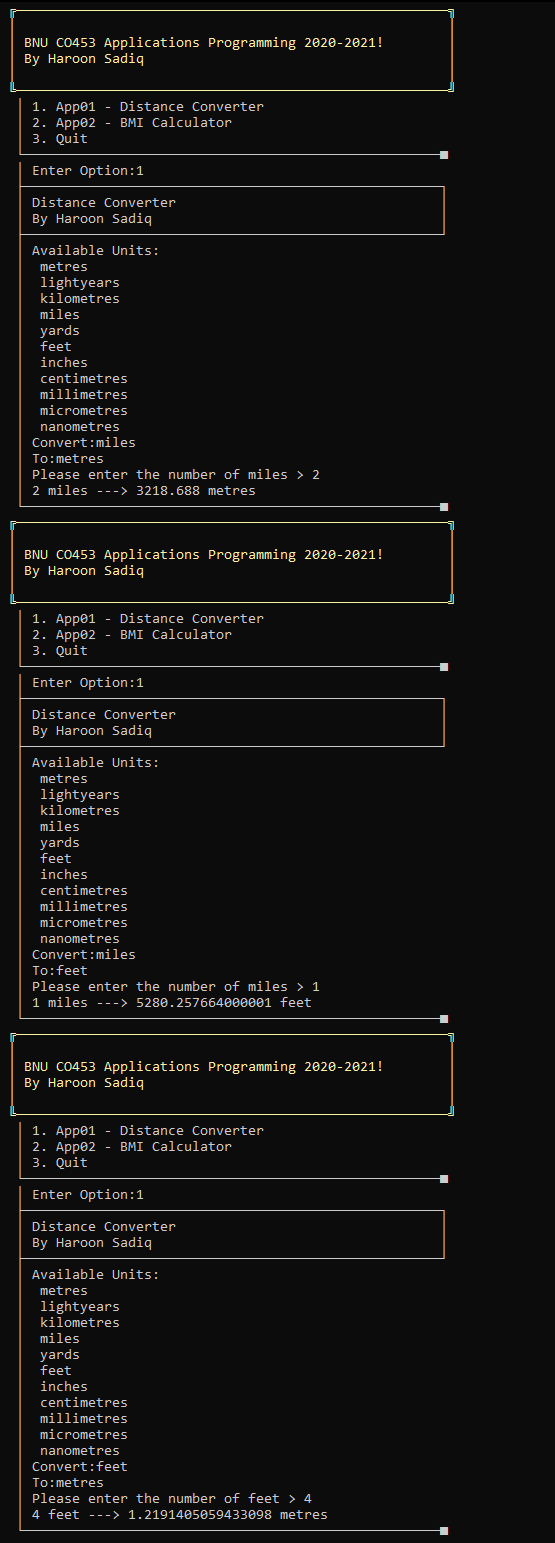 BNU CO453 Applications Programming 2020-2021!
By Haroon Sadiq
1. App01 - Distance Converter
2. App02 - BMI Calculator
3. Quit
Enter Option:1
Distance Converter
By Haroon Sadiq
Available Units:
metres
lightyears
kilometres
miles
yards
feet
inches
centimetres
millimetres
micrometres
nanometres
Convert:miles
To:metres
Please enter the number of miles > 2
2 miles ---> 3218.688 metres
BNU CO453 Applications Programming 2020-2021!
By Haroon Sadiq
1. App01 - Distance Converter
2. App02 - BMI Calculator
3. Quit
Enter Option:1
Distance Converter
By Haroon Sadiq
Available Units:
metres
lightyears
kilometres
miles
yards
feet
inches
centimetres
millimetres
micrometres
nanometres
Convert:miles
To:feet
Please enter the number of miles > 1
1 miles ---> 5280.257664000001 feet
BNU CO453 Applications Programming 2020-2021!
By Haroon Sadiq
1. App01 - Distance Converter
2. App02 - BMI Calculator
3. Quit
Enter Option:1
Distance Converter
By Haroon Sadiq
Available Units:
metres
lightyears
kilometres
miles
yards
feet
inches
centimetres
millimetres
micrometres
nanometres
Convert:feet
To:metres
Please enter the number of feet > 4
4 feet ---> 1.2191405059433098 metres